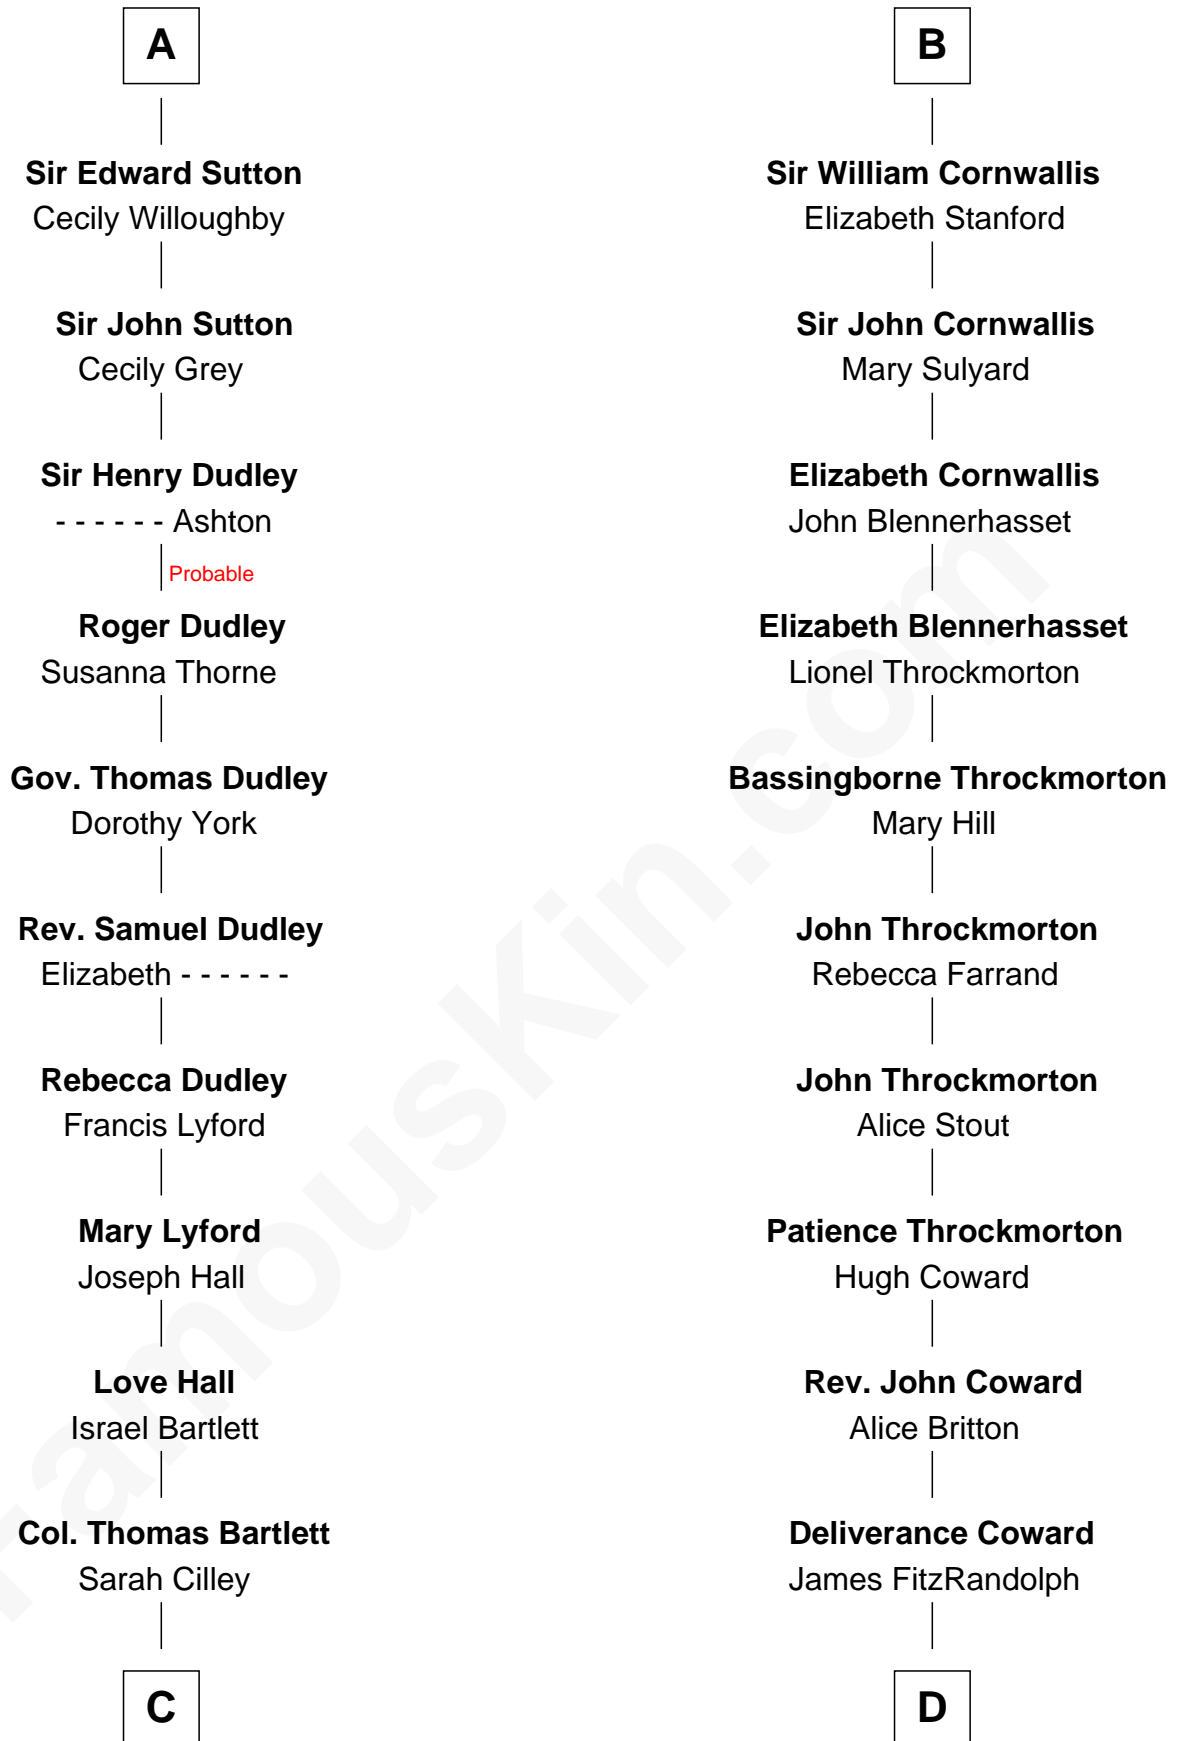 A
Sir Edward Sutton
Cecily Willoughby
Sir John Sutton
Cecily Grey
Sir Henry Dudley
- - - - - - Ashton
Probable
Roger Dudley
Susanna Thorne
Gov. Thomas Dudley
Dorothy York
Rev. Samuel Dudley
Elizabeth - - - - - -
Rebecca Dudley
Francis Lyford
Mary Lyford
Joseph Hall
Love Hall
Israel Bartlett
Col. Thomas Bartlett
Sarah Cilley
C
B
Sir William Cornwallis
Elizabeth Stanford
Sir John Cornwallis
Mary Sulyard
Elizabeth Cornwallis
John Blennerhasset
Elizabeth Blennerhasset
Lionel Throckmorton
Bassingborne Throckmorton
Mary Hill
John Throckmorton
Rebecca Farrand
John Throckmorton
Alice Stout
Patience Throckmorton
Hugh Coward
Rev. John Coward
Alice Britton
Deliverance Coward
James FitzRandolph
D
FamousKin.com